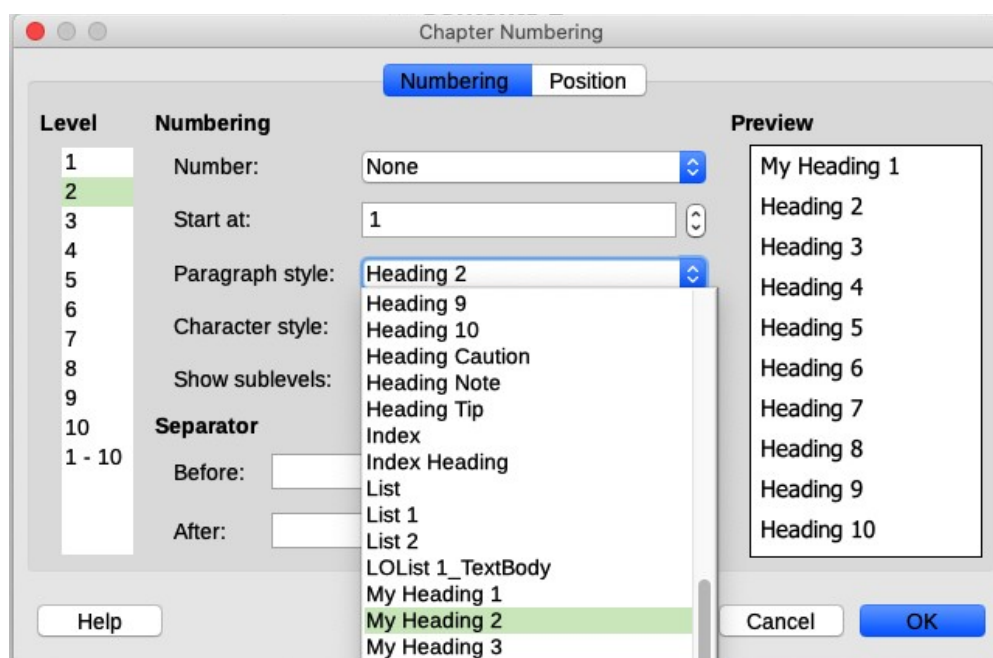 Chapter Numbering
Numbering Position
Level Numbering Preview
1
2
3
4
5
6
7
8
9
10
1 - 10
Number: None
Start at: 1
Paragraph style: Heading 2
Heading 9
Heading 10
Heading Caution
Heading Note
Heading Tip
Index
Index Heading
List
List 1
List 2
LOList 1_TextBody
My Heading 1
My Heading 2
My Heading 3
Character style:
Show sublevels:
Separator
Before:
After:
My Heading 1
Heading 2
Heading 3
Heading 4
Heading 5
Heading 6
Heading 7
Heading 8
Heading 9
Heading 10
Help Cancel OK